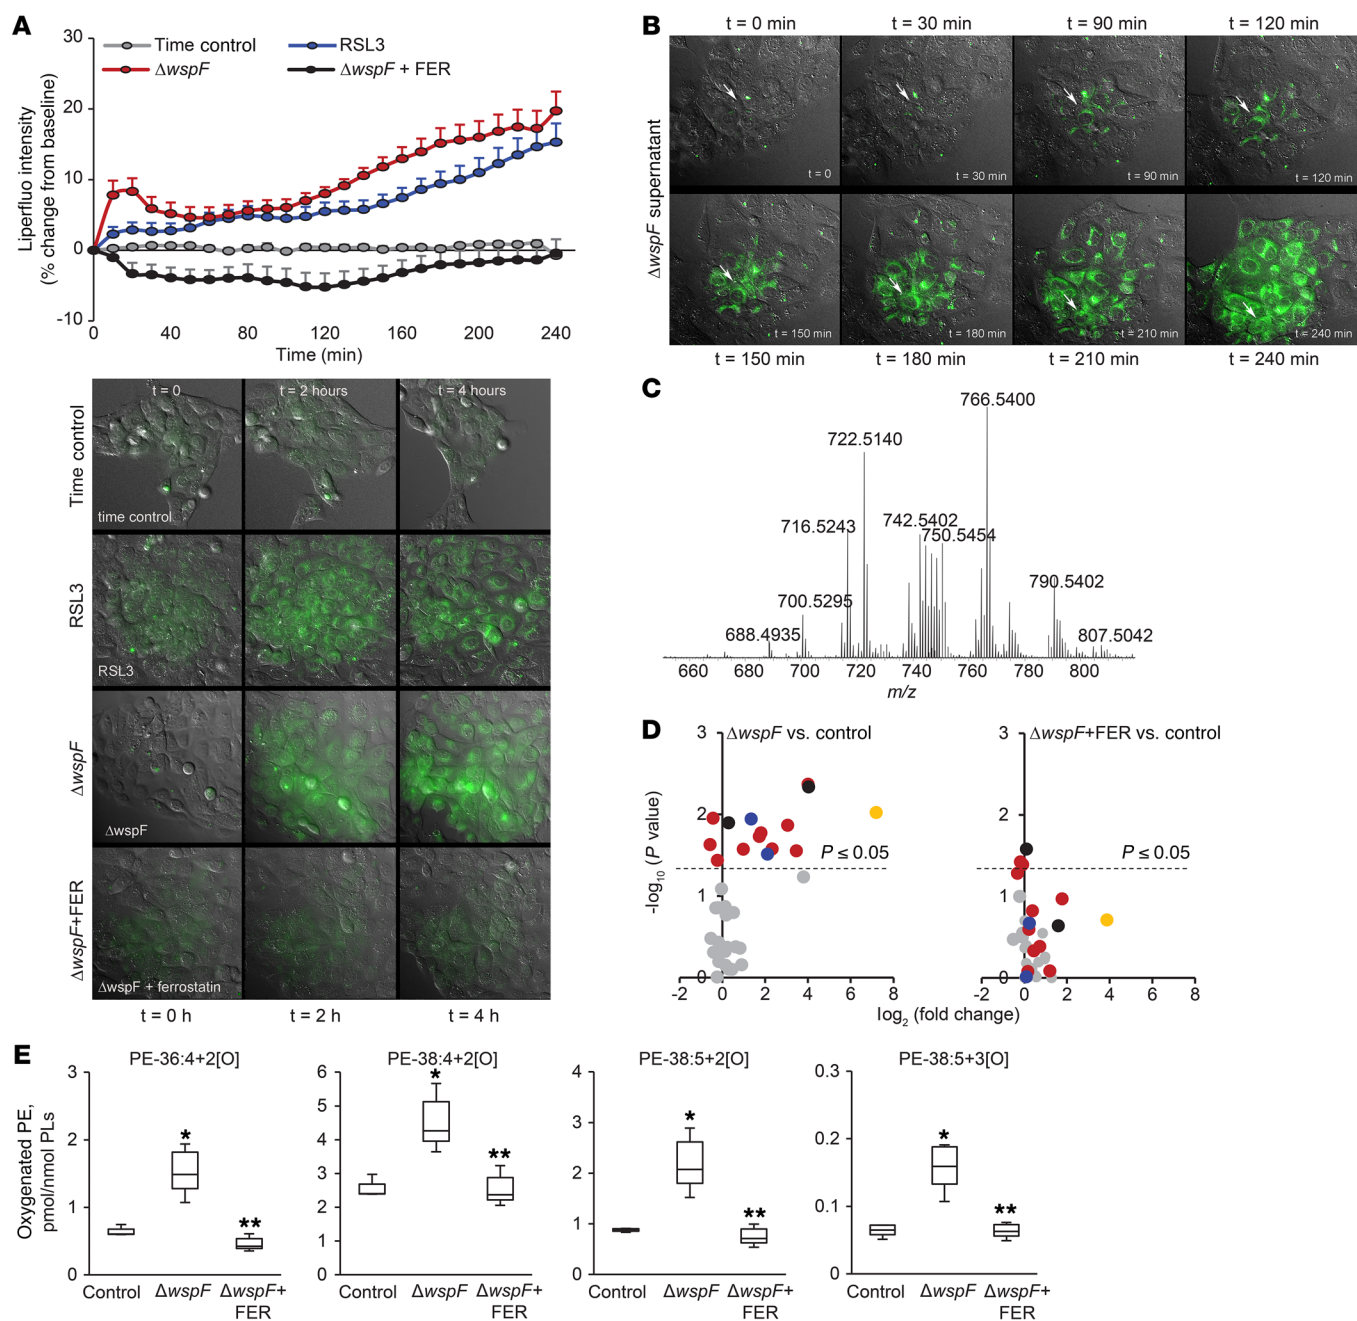 A
30
20
10
0
-10
Liperfluo intensity
(% change from baseline)
Time control
RSL3
ΔwspF
ΔwspF + FER
0
40
80
120
160
200
240
Time (min)
t = 0
t = 2 hours
t = 4 hours
Time control
time control
RSL3
RSL3
ΔwspF
ΔwspF
ΔwspF+FER
ΔwspF + ferrostatin
t = 0 h
t = 2 h
t = 4 h
B
t = 0 min
t = 30 min
t = 90 min
t = 120 min
ΔwspF supernatant
t = 0
t = 30 min
t = 90 min
t = 120 min
t = 150 min
t = 180 min
t = 210 min
t = 240 min
t = 150 min
t = 180 min
t = 210 min
t = 240 min
C
766.5400
722.5140
716.5243
742.5402
750.5454
790.5402
700.5295
688.4935
807.5042
660
680
700
720
740
760
780
800
m/z
D
ΔwspF vs. control
3
2
1
0
-log10 (P value)
P ≤ 0.05
-2
0
2
4
6
8
ΔwspF+FER vs. control
3
2
1
0
P ≤ 0.05
-2
0
2
4
6
8
log2 (fold change)
E
Oxygenated PE,
pmol/nmol PLs
PE-36:4+2[O]
3
2
1
0
*
**
Control
ΔwspF
ΔwspF+
FER
PE-38:4+2[O]
6
5
4
3
2
1
0
*
**
Control
ΔwspF
ΔwspF+
FER
PE-38:5+2[O]
4
3
2
1
0
*
**
Control
ΔwspF
ΔwspF+
FER
PE-38:5+3[O]
0.3
0.2
0.1
0
*
**
Control
ΔwspF
ΔwspF+
FER